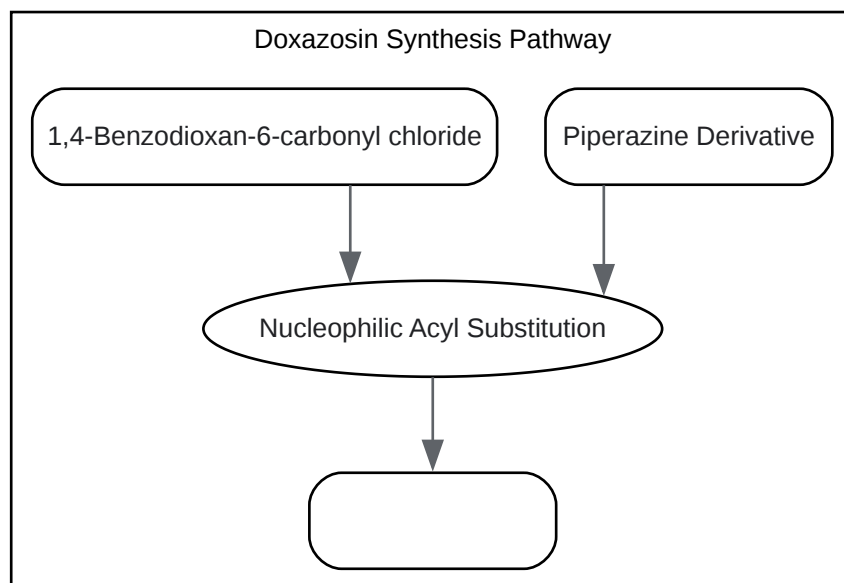 Doxazosin Synthesis Pathway
1,4-Benzodioxan-6-carbonyl chloride
Piperazine Derivative
Nucleophilic Acyl Substitution